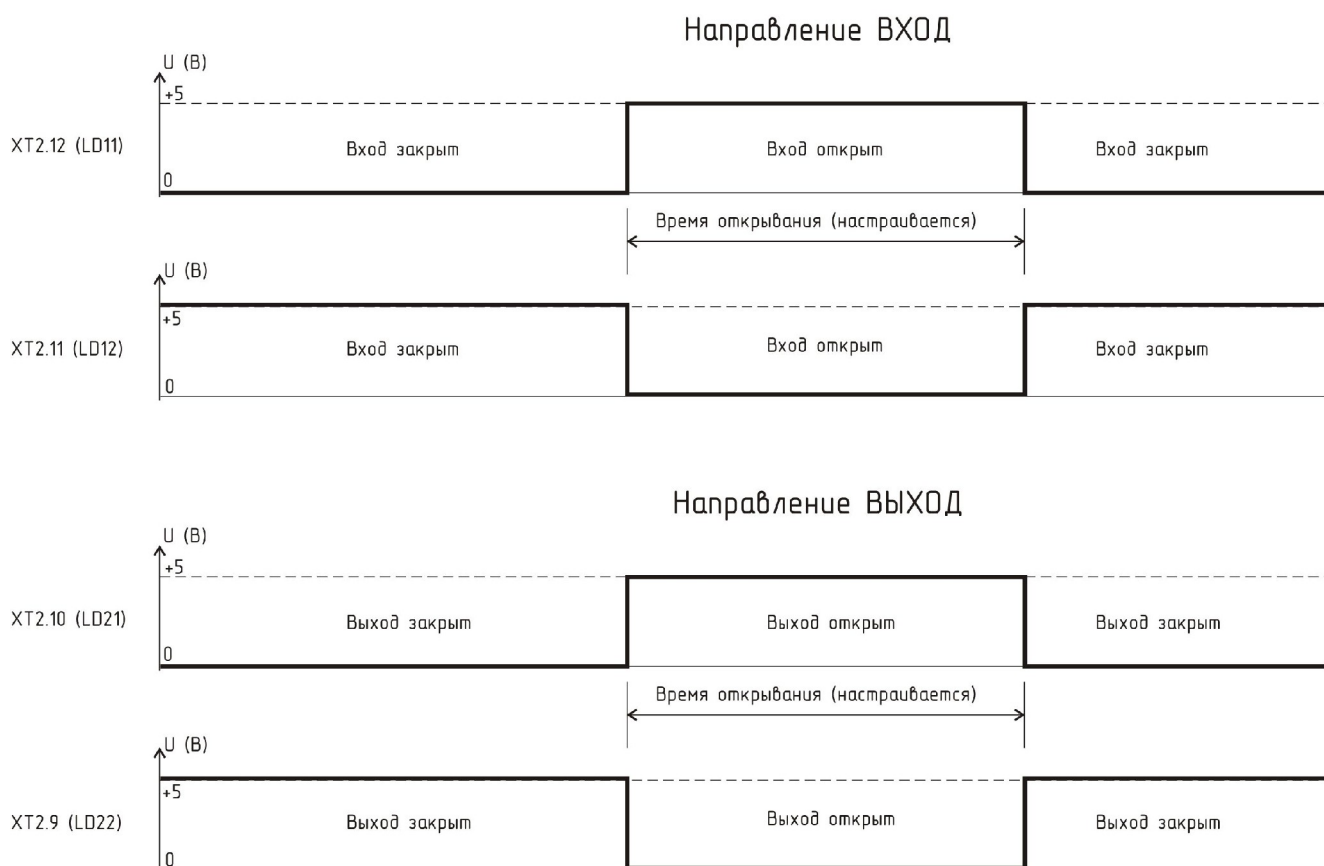 Направление ВХОД
U (В)
+5
XT2.12 (LD11)
Вход закрыт
Вход открыт
Вход закрыт
0
Время открывания (настраивается)
U (В)
+5
XT2.11 (LD12)
Вход закрыт
Вход открыт
Вход закрыт
0
Направление ВЫХОД
U (В)
+5
XT2.10 (LD21)
Выход закрыт
Выход открыт
Выход закрыт
0
Время открывания (настраивается)
U (В)
+5
XT2.9 (LD22)
Выход закрыт
Выход открыт
Выход закрыт
0